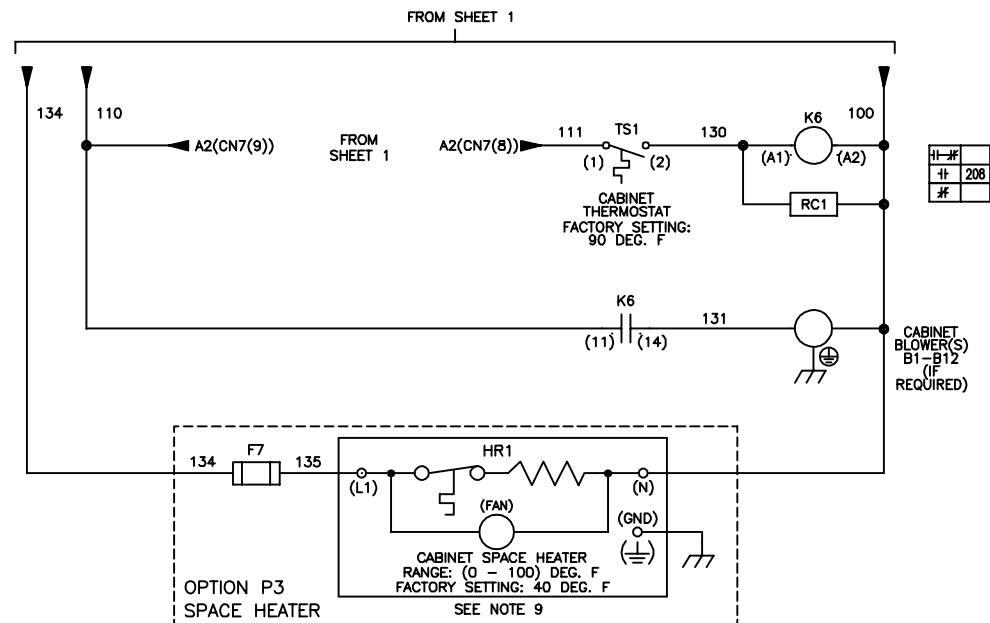 FROM SHEET 1
134
110
100
A2(CN7(9))
FROM
SHEET 1
A2(CN7(8))
111
TS1
130
K6
(1)
(2)
(A1)
(A2)
208
RC1
CABINET
THERMOSTAT
FACTORY SETTING:
90 DEG. F
K6
131
(11)
(14)
CABINET
BLOWER(S)
B1-B12
(IF
REQUIRED)
134
F7
135
HR1
(L1)
(N)
(FAN)
(GND)
CABINET SPACE HEATER
RANGE: (0 - 100) DEG. F
FACTORY SETTING: 40 DEG. F
OPTION P3
SPACE HEATER
SEE NOTE 9